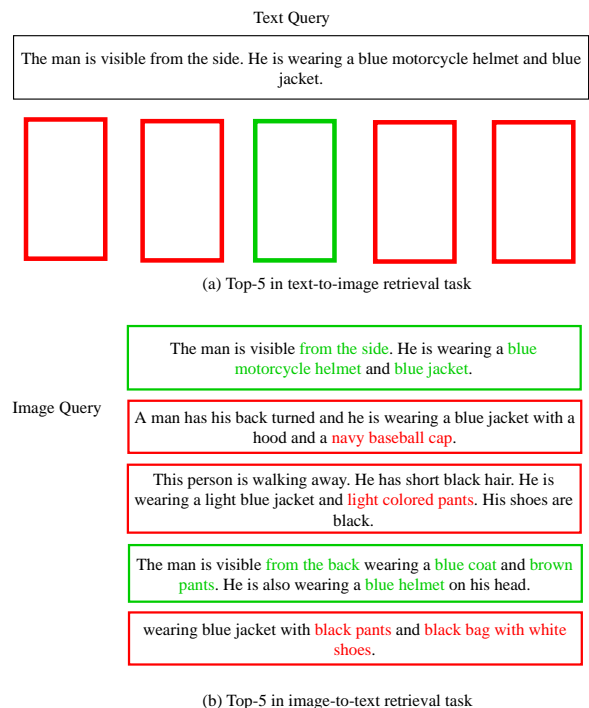 Text Query
The man is visible from the side. He is wearing a blue motorcycle helmet and blue
jacket.
(a) Top-5 in text-to-image retrieval task
The man is visible from the side. He is wearing a blue
motorcycle helmet and blue jacket.
Image Query
A man has his back turned and he is wearing a blue jacket with a
hood and a navy baseball cap.
This person is walking away. He has short black hair. He is
wearing a light blue jacket and light colored pants. His shoes are
black.
The man is visible from the back wearing a blue coat and brown
pants. He is also wearing a blue helmet on his head.
wearing blue jacket with black pants and black bag with white
shoes.
(b) Top-5 in image-to-text retrieval task